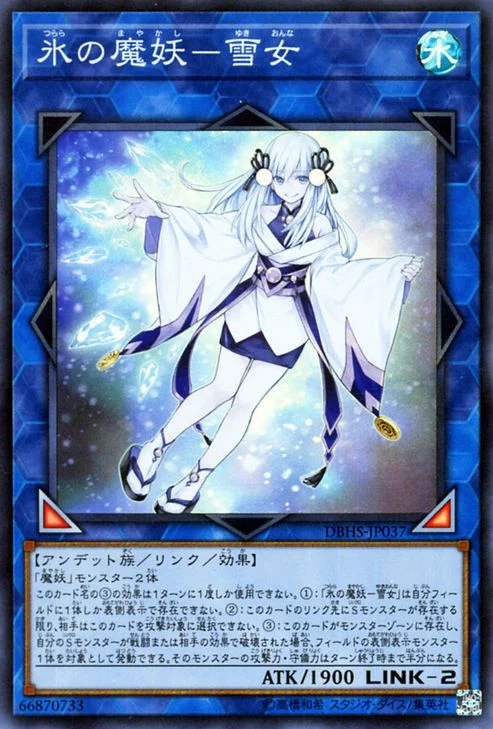 氷の魔妖－雪女
水
DBHS-JP037
【アンデット族／リンク／効果】
「魔妖」モンスター２体
このカード名の③の効果は１ターンに１度しか使用できない。①：「氷の魔妖－雪女」は自分フィー
ルドに１体しか表側表示で存在できない。②：このカードのリンク先にＳモンスターが存在する
限り、相手はこのカードを攻撃対象に選択できない。③：このカードがモンスターゾーンに存在し、
自分のＳモンスターが戦闘または相手の効果で破壊された場合、フィールドの表側表示モンスター
１体を対象として発動できる。そのモンスターの攻撃力・守備力はターン終了時まで半分になる。
ATK/1900 LINK-2
66870733 ©高橋和希 スタジオ・ダイス/集英社